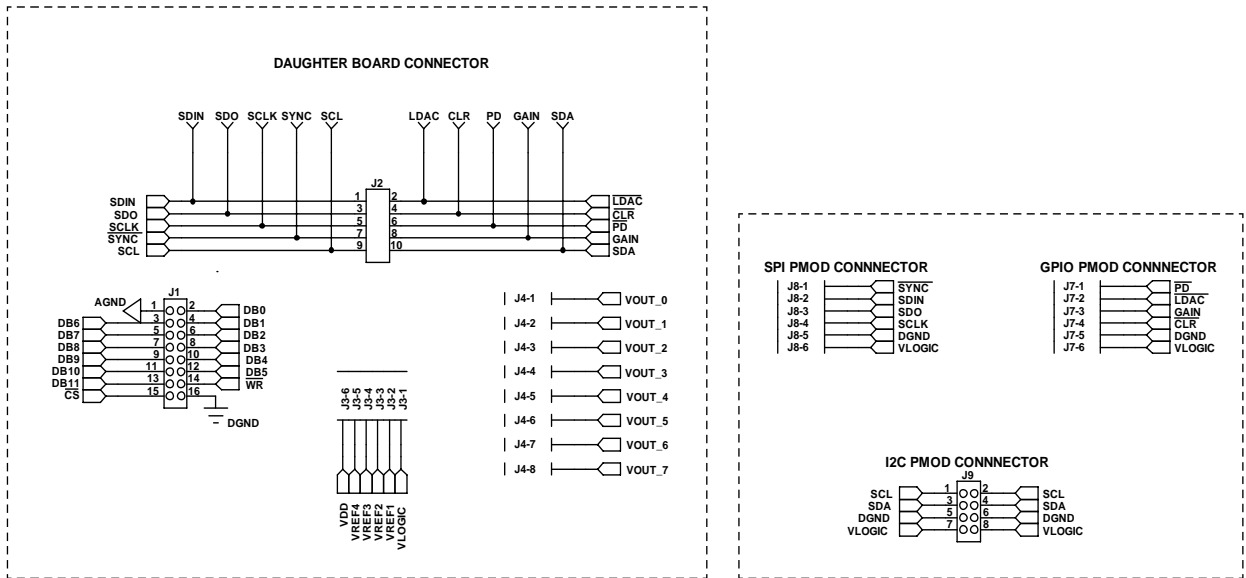 DAUGHTER BOARD CONNECTOR
SDIN SDO SCLK SYNC SCL LDAC CLR PD GAIN SDA
J2
SDIN 1 2 LDAC
SDO 3 4 CLR
SCLK 5 6 PD
SYNC 7 8 GAIN
SCL 9 10 SDA
J1
AGND 1 2 DB0
DB6 3 4 DB1
DB7 5 6 DB2
DB8 7 8 DB3
DB9 9 10 DB4
DB10 11 12 DB5
DB11 13 14 WR
CS 15 16
DGND
J3-6 J3-5 J3-4 J3-3 J3-2 J3-1
VDD VREF4 VREF3 VREF2 VREF1 VLOGIC
J4-1 VOUT_0
J4-2 VOUT_1
J4-3 VOUT_2
J4-4 VOUT_3
J4-5 VOUT_4
J4-6 VOUT_5
J4-7 VOUT_6
J4-8 VOUT_7
SPI PMOD CONNNECTOR
J8-1 SYNC
J8-2 SDIN
J8-3 SDO
J8-4 SCLK
J8-5 DGND
J8-6 VLOGIC
GPIO PMOD CONNNECTOR
J7-1 PD
J7-2 LDAC
J7-3 GAIN
J7-4 CLR
J7-5 DGND
J7-6 VLOGIC
I2C PMOD CONNNECTOR
J9
SCL 1 2 SCL
SDA 3 4 SDA
DGND 5 6 DGND
VLOGIC 7 8 VLOGIC